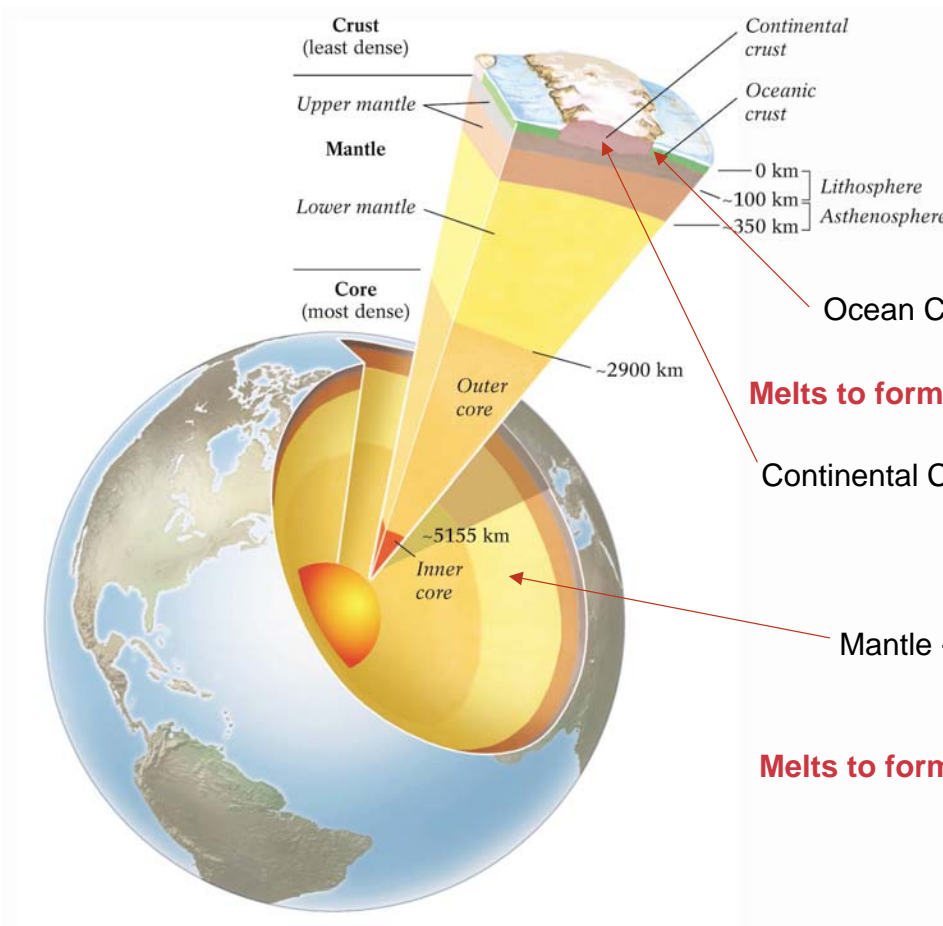 Crust
(least dense)
Upper mantle
Mantle
Lower mantle
Core
(most dense)
Continental
crust
Oceanic
crust
0 km
~100 km
~350 km
Lithosphere
Asthenosphere
~2900 km
Outer
core
~5155 km
Inner
core
Ocean C
Melts to form
Continental C
Mantle -
Melts to form